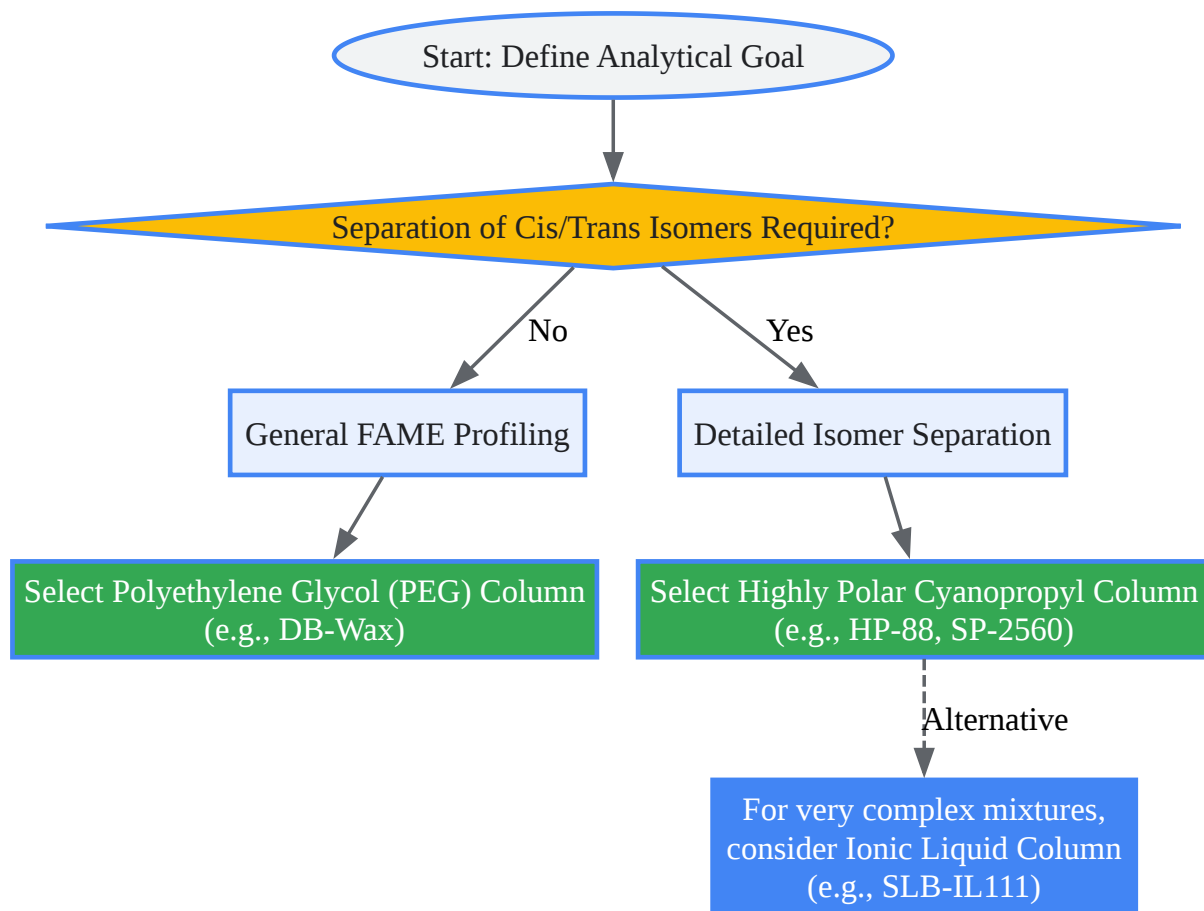 Start: Define Analytical Goal
Separation of Cis/Trans Isomers Required?
No
Yes
General FAME Profiling
Detailed Isomer Separation
Select Polyethylene Glycol (PEG) Column
(e.g., DB-Wax)
Select Highly Polar Cyanopropyl Column
(e.g., HP-88, SP-2560)
Alternative
For very complex mixtures,
consider Ionic Liquid Column
(e.g., SLB-IL111)